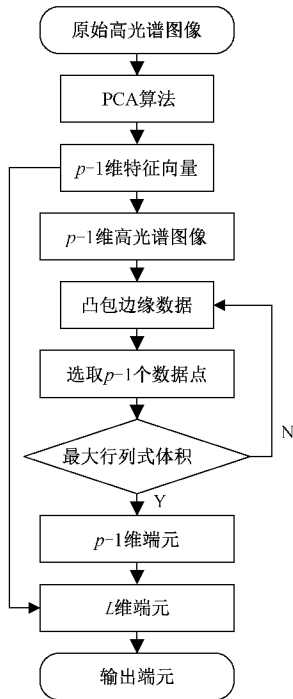 原始高光谱图像
PCA算法
p-1维特征向量
p-1维高光谱图像
凸包边缘数据
选取p-1个数据点
最大行列式体积
N
Y
p-1维端元
L维端元
输出端元